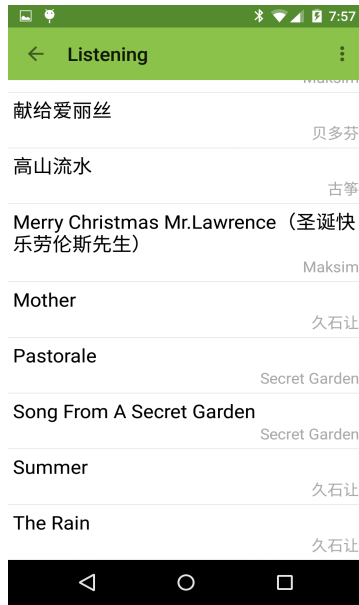 7:57
Listening
Maksim
献给爱丽丝
贝多芬
高山流水
古筝
Merry Christmas Mr.Lawrence（圣诞快
乐劳伦斯先生）
Maksim
Mother
久石让
Pastorale
Secret Garden
Song From A Secret Garden
Secret Garden
Summer
久石让
The Rain
久石让